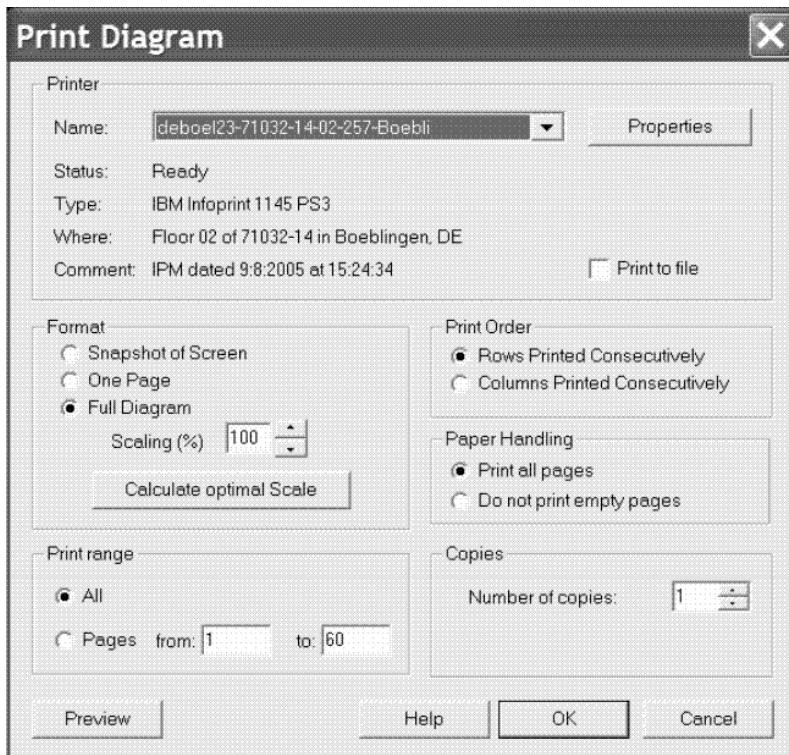 Print Diagram
Printer
Name: deboel23-71032-14-02-257-Boebli Properties
Status: Ready
Type: IBM Infoprint 1145 PS3
Where: Floor 02 of 71032-14 in Boeblingen, DE
Comment: IPM dated 9:8:2005 at 15:24:34 Print to file
Format
Snapshot of Screen
One Page
Full Diagram
Scaling (%) 100
Calculate optimal Scale
Print Order
Rows Printed Consecutively
Columns Printed Consecutively
Paper Handling
Print all pages
Do not print empty pages
Print range
All
Pages from: 1 to: 60
Copies
Number of copies: 1
Preview Help OK Cancel